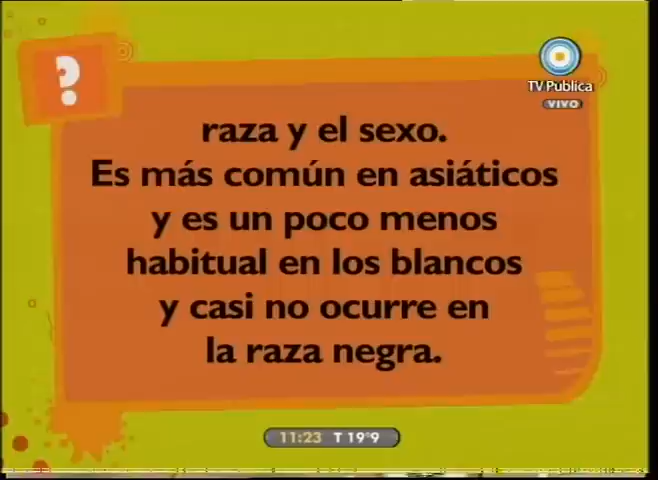 ?
TV Pública
VIVO
raza y el sexo.
Es más común en asiáticos
y es un poco menos
habitual en los blancos
y casi no ocurre en
la raza negra.
11:23 T 19°9